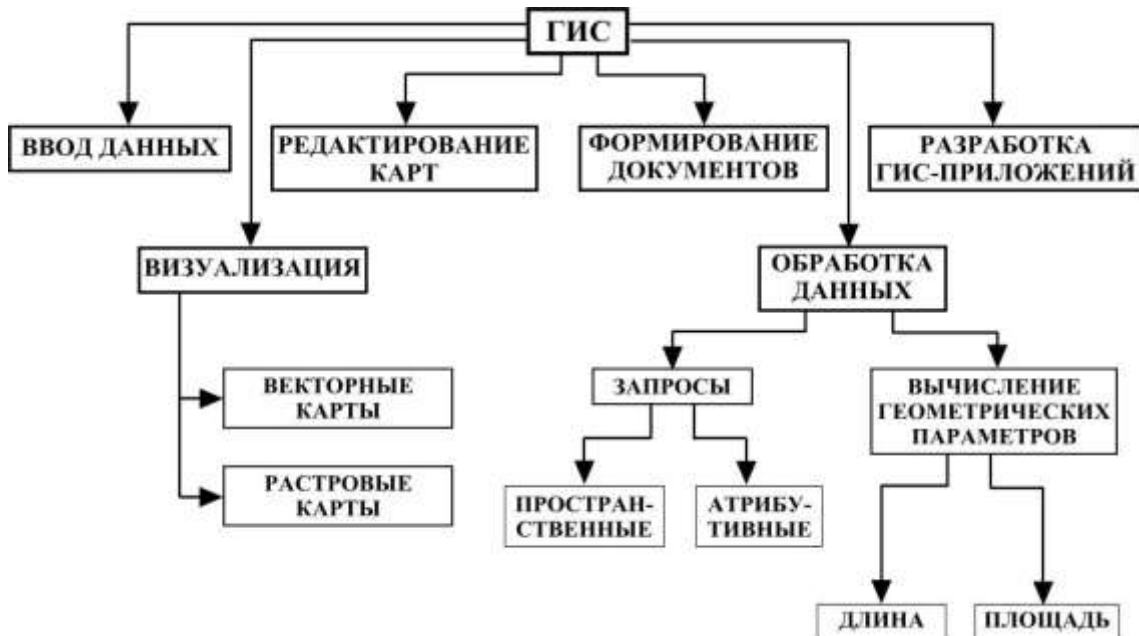 ГИС
ВВОД ДАННЫХ
РЕДАКТИРОВАНИЕ
КАРТ
ФОРМИРОВАНИЕ
ДОКУМЕНТОВ
РАЗРАБОТКА
ГИС-ПРИЛОЖЕНИЙ
ВИЗУАЛИЗАЦИЯ
ОБРАБОТКА
ДАННЫХ
ВЕКТОРНЫЕ
КАРТЫ
РАСТРОВЫЕ
КАРТЫ
ЗАПРОСЫ
ВЫЧИСЛЕНИЕ
ГЕОМЕТРИЧЕСКИХ
ПАРАМЕТРОВ
ПРОСТРАН-
СТВЕННЫЕ
АТРИБУ-
ТИВНЫЕ
ДЛИНА
ПЛОЩАДЬ